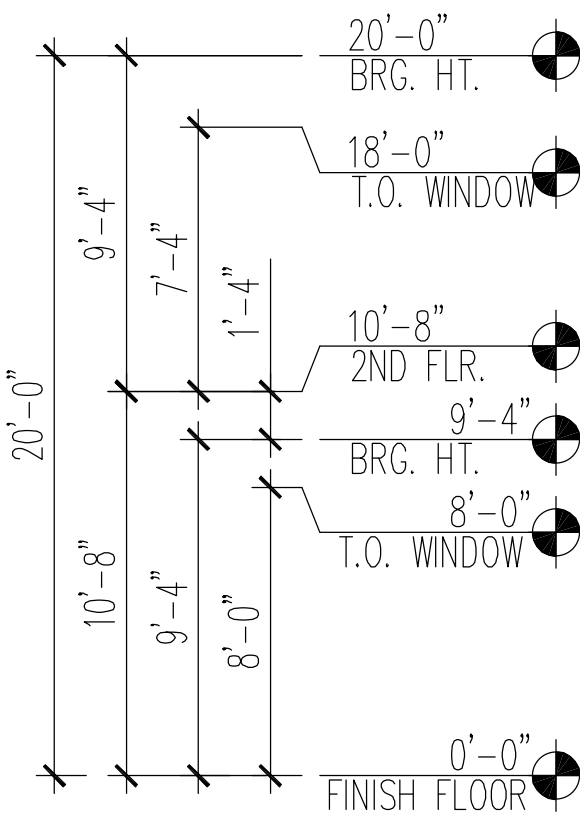 20'-0"
BRG. HT.
18'-0"
T.O. WINDOW
9'-4"
7'-4"
1'-4"
10'-8"
2ND FLR.
20'-0"
9'-4"
BRG. HT.
8'-0"
T.O. WINDOW
10'-8"
9'-4"
8'-0"
0'-0"
FINISH FLOOR